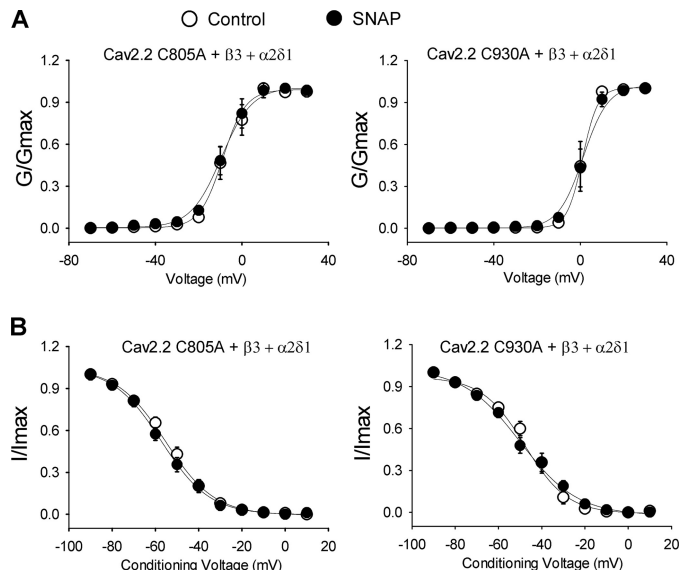 A
Control
SNAP
Cav2.2 C805A + β3 + α2δ1
Cav2.2 C930A + β3 + α2δ1
G/Gmax
1.2
0.9
0.6
0.3
0.0
-80
-40
0
40
Voltage (mV)
G/Gmax
1.2
0.9
0.6
0.3
0.0
-80
-40
0
40
Voltage (mV)
B
Cav2.2 C805A + β3 + α2δ1
Cav2.2 C930A + β3 + α2δ1
I/Imax
1.2
0.9
0.6
0.3
0.0
-100
-80
-60
-40
-20
0
20
Conditioning Voltage (mV)
I/Imax
1.2
0.9
0.6
0.3
0.0
-100
-80
-60
-40
-20
0
20
Conditioning Voltage (mV)